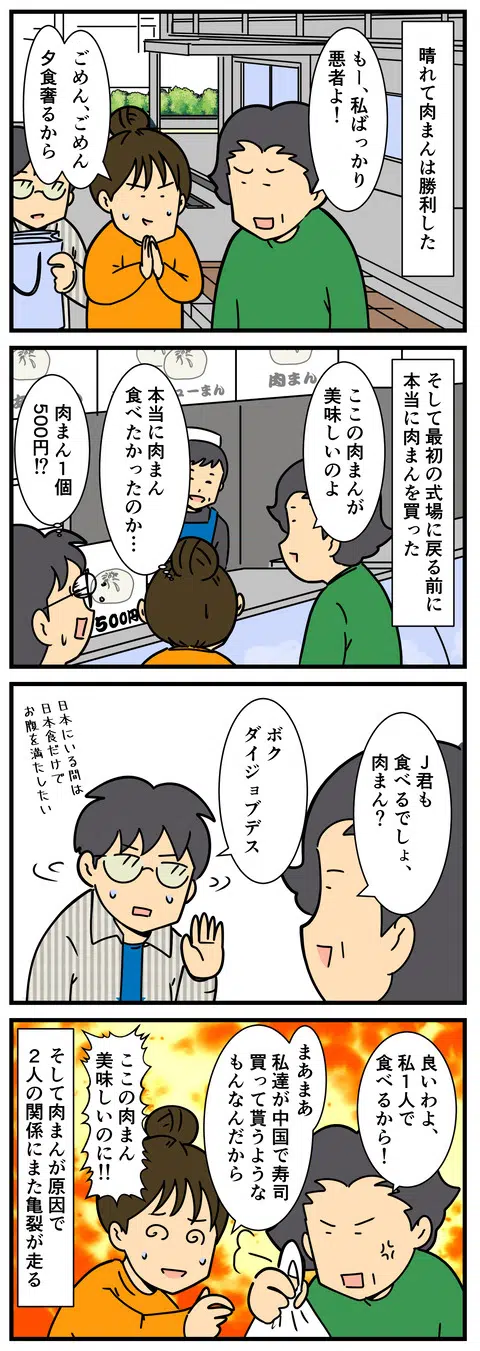 晴れて肉まんは勝利した
もー、私ばっかり
悪者よ！
ごめん、ごめん
夕食奢るから
そして最初の式場に戻る前に
本当に肉まんを買った
ここの肉まんが
美味しいのよ
本当に肉まん
食べたかったのか…
肉まん１個
500円!?
肉まん
ューまん
500円
Ｊ君も
食べるでしょ、
肉まん？
ボク
ダイジョブデス
日本にいる間は
日本食だけで
お腹を満たしたい
良いわよ、
私１人で
食べるから！
まあまあ
私達が中国で寿司
買って貰うような
もんなんだから
ここの肉まん
美味しいのに!!
そして肉まんが原因で
２人の関係にまた亀裂が走る